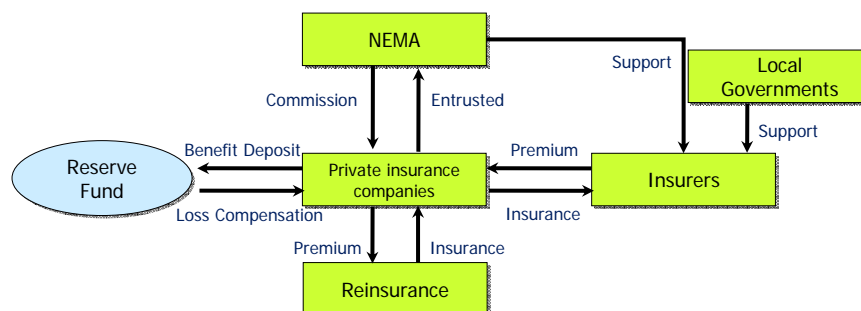 NEMA
Support
Local
Governments
Commission
Entrusted
Support
Benefit Deposit
Premium
Reserve
Fund
Private insurance
companies
Insurers
Loss Compensation
Insurance
Premium
Insurance
Reinsurance